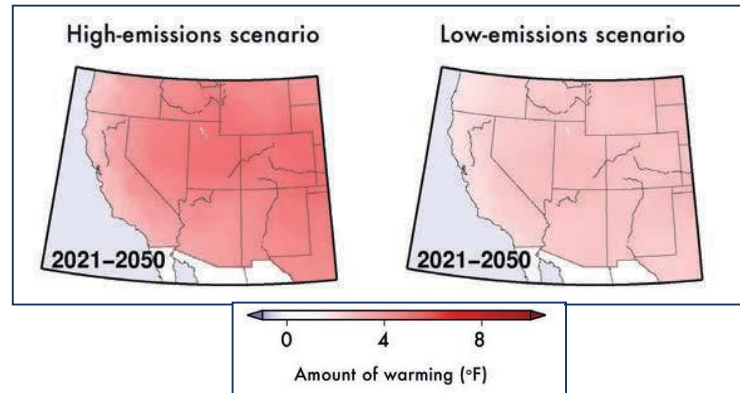 High-emissions scenario
Low-emissions scenario
2021–2050
2021–2050
0 4 8
Amount of warming (°F)